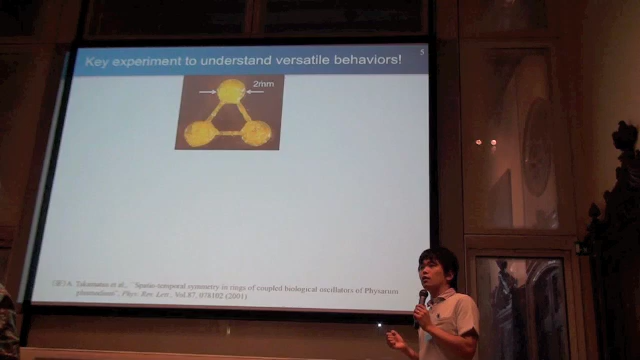 Key experiment to understand versatile behaviors!
5
2mm
A. Takamatsu et al., "Spatio-temporal symmetry in rings of coupled biological oscillators of Physarum
plasmodium", Phys. Rev. Lett., Vol.87, 078102 (2001)